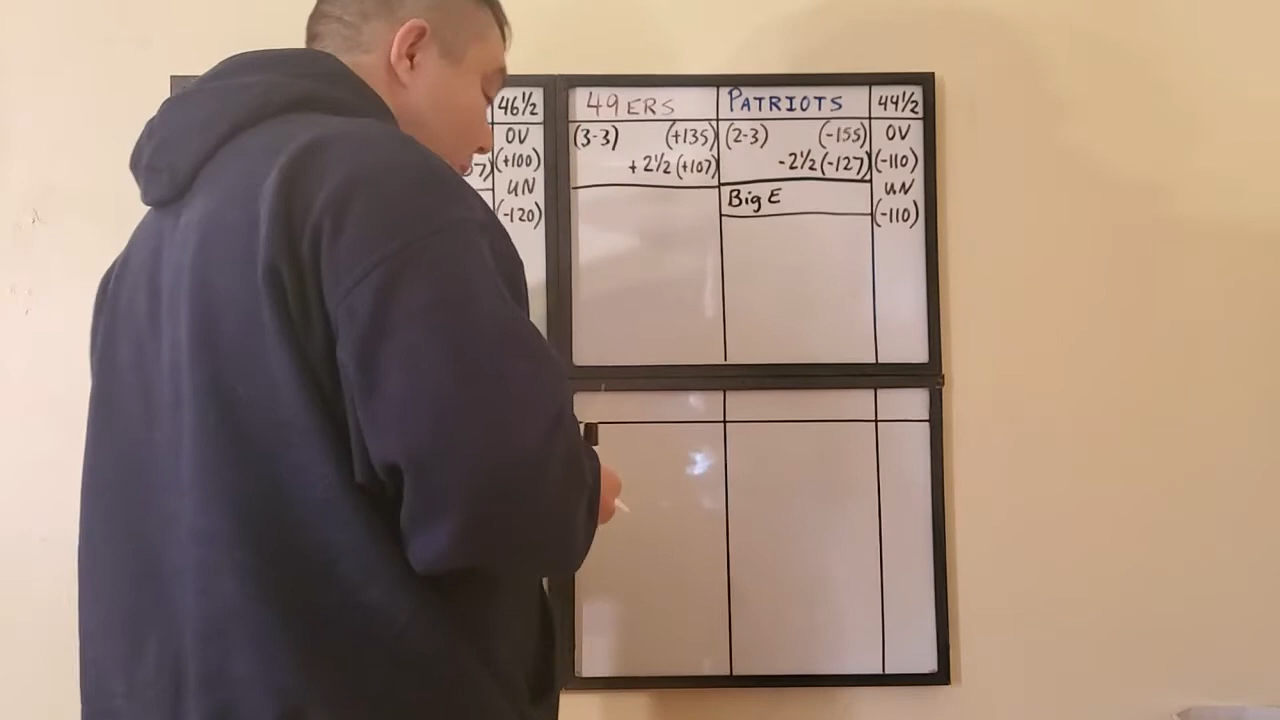 46½
OV
(+100)
UN
(-120)
49ERS PATRIOTS 44½
(3-3) (+135) (2-3) (-155) OV
+2½ (+107) -2½ (-127) (-110)
Big E UN
(-110)